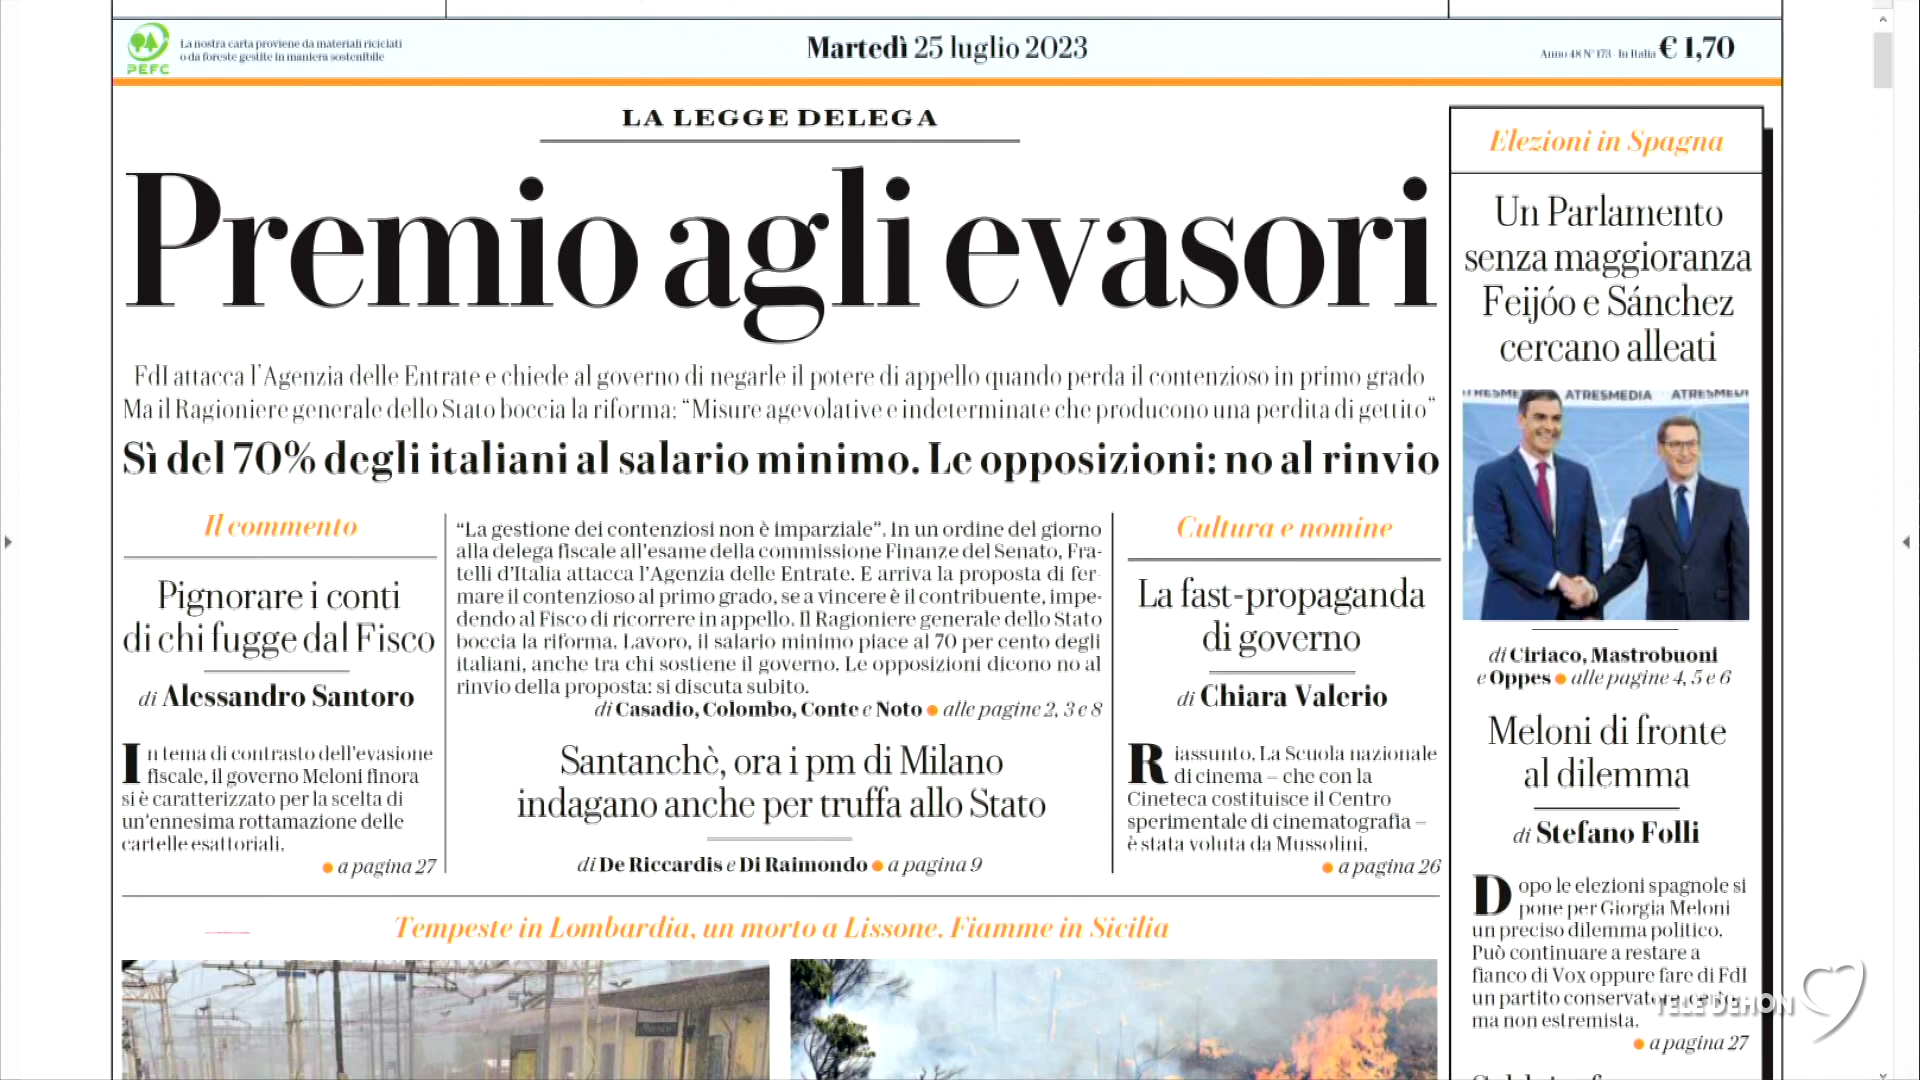 PEFC
La nostra carta proviene da materiali riciclati
o da foreste gestite in maniera sostenibile
Martedì 25 luglio 2023
Anno 48 N° 173 - In Italia € 1,70
LA LEGGE DELEGA
Premio agli evasori
FdI attacca l'Agenzia delle Entrate e chiede al governo di negarle il potere di appello quando perda il contenzioso in primo grado
Ma il Ragioniere generale dello Stato boccia la riforma: “Misure agevolative e indeterminate che producono una perdita di gettito”
Sì del 70% degli italiani al salario minimo. Le opposizioni: no al rinvio
Il commento
Pignorare i conti
di chi fugge dal Fisco
di Alessandro Santoro
In tema di contrasto dell'evasione
fiscale, il governo Meloni finora
si è caratterizzato per la scelta di
un'ennesima rottamazione delle
cartelle esattoriali.
● a pagina 27
“La gestione dei contenziosi non è imparziale”. In un ordine del giorno
alla delega fiscale all'esame della commissione Finanze del Senato, Fra-
telli d'Italia attacca l'Agenzia delle Entrate. E arriva la proposta di fer-
mare il contenzioso al primo grado, se a vincere è il contribuente, impe-
dendo al Fisco di ricorrere in appello. Il Ragioniere generale dello Stato
boccia la riforma. Lavoro, il salario minimo piace al 70 per cento degli
italiani, anche tra chi sostiene il governo. Le opposizioni dicono no al
rinvio della proposta: si discuta subito.
di Casadio, Colombo, Conte e Noto ● alle pagine 2, 3 e 8
Santanchè, ora i pm di Milano
indagano anche per truffa allo Stato
di De Riccardis e Di Raimondo ● a pagina 9
Cultura e nomine
La fast-propaganda
di governo
di Chiara Valerio
Riassunto. La Scuola nazionale
di cinema – che con la
Cineteca costituisce il Centro
sperimentale di cinematografia –
è stata voluta da Mussolini.
● a pagina 26
Tempeste in Lombardia, un morto a Lissone. Fiamme in Sicilia
Elezioni in Spagna
Un Parlamento
senza maggioranza
Feijóo e Sánchez
cercano alleati
ATRESMEDIA
di Ciriaco, Mastrobuoni
e Oppes ● alle pagine 4, 5 e 6
Meloni di fronte
al dilemma
di Stefano Folli
Dopo le elezioni spagnole si
pone per Giorgia Meloni
un preciso dilemma politico.
Può continuare a restare a
fianco di Vox oppure fare di FdI
un partito conservatore, certo,
ma non estremista.
● a pagina 27
TELE DEHON